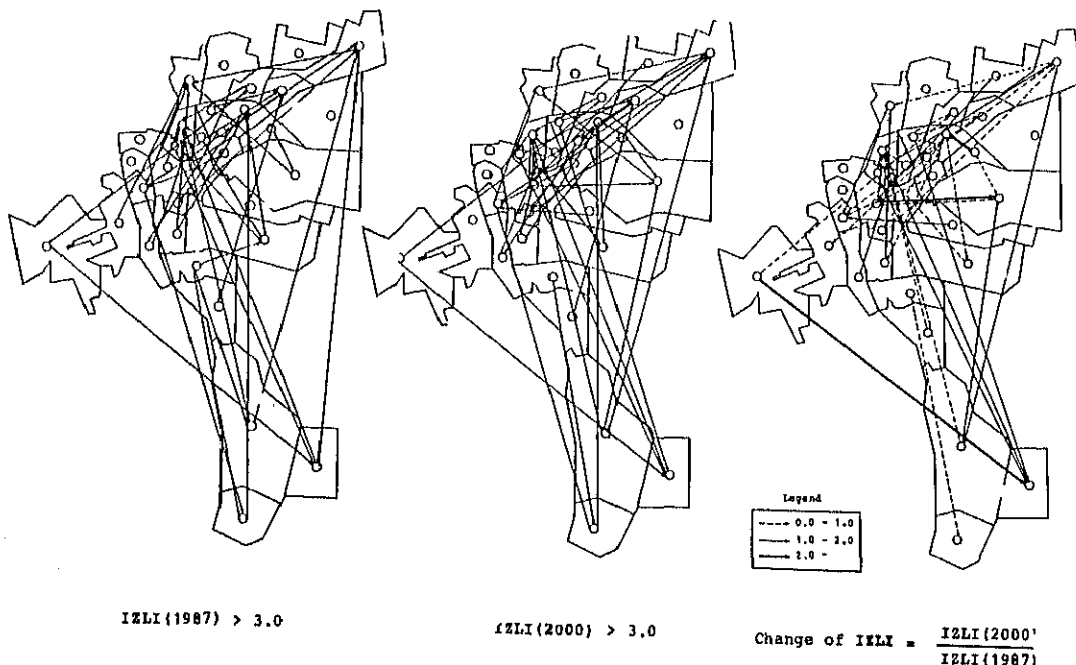 Legend
0.0 - 1.0
1.0 - 2.0
2.0 -
IZLI(1987) > 3.0
IZLI(2000) > 3.0
Change of IZLI = IZLI(2000)
IZLI(1987)